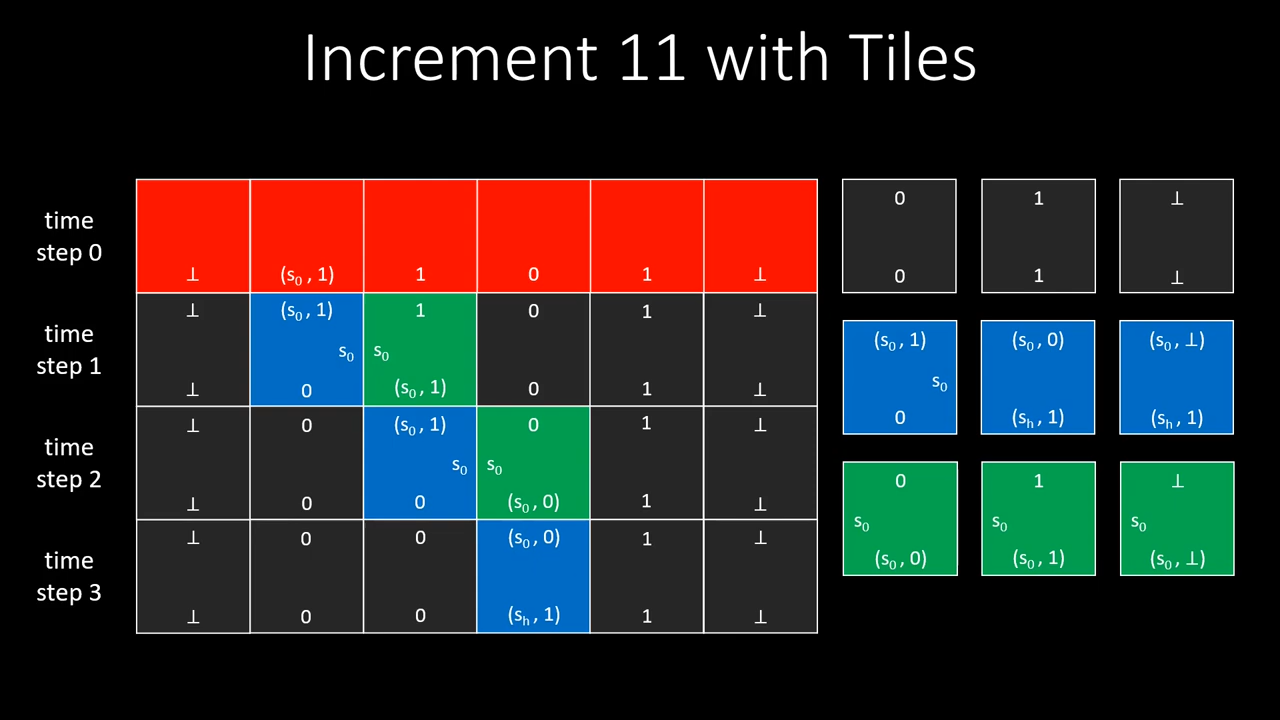 Increment 11 with Tiles
time
step 0
⊥ (s₀ , 1) 1 0 1 ⊥
time
step 1
⊥ (s₀ , 1) 1 0 1 ⊥
s₀ s₀
⊥ 0 (s₀ , 1) 0 1 ⊥
time
step 2
⊥ 0 (s₀ , 1) 0 1 ⊥
s₀ s₀
⊥ 0 0 (s₀ , 0) 1 ⊥
time
step 3
⊥ 0 0 (s₀ , 0) 1 ⊥
⊥ 0 0 (sₕ , 1) 1 ⊥
0 1 ⊥
0 1 ⊥
(s₀ , 1) (s₀ , 0) (s₀ , ⊥)
s₀
0 (sₕ , 1) (sₕ , 1)
0 1 ⊥
s₀ s₀ s₀
(s₀ , 0) (s₀ , 1) (s₀ , ⊥)